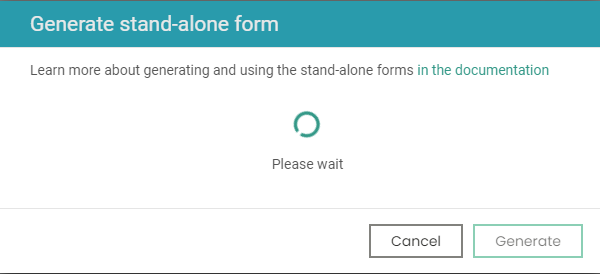 Generate stand-alone form
Learn more about generating and using the stand-alone forms in the documentation
Please wait
Cancel
Generate